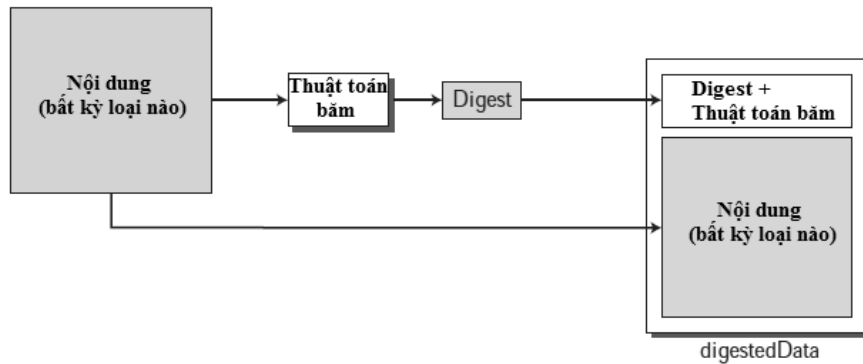 Nội dung
(bất kỳ loại nào)
Thuật toán
băm
Digest
Digest +
Thuật toán băm
Nội dung
(bất kỳ loại nào)
digestedData